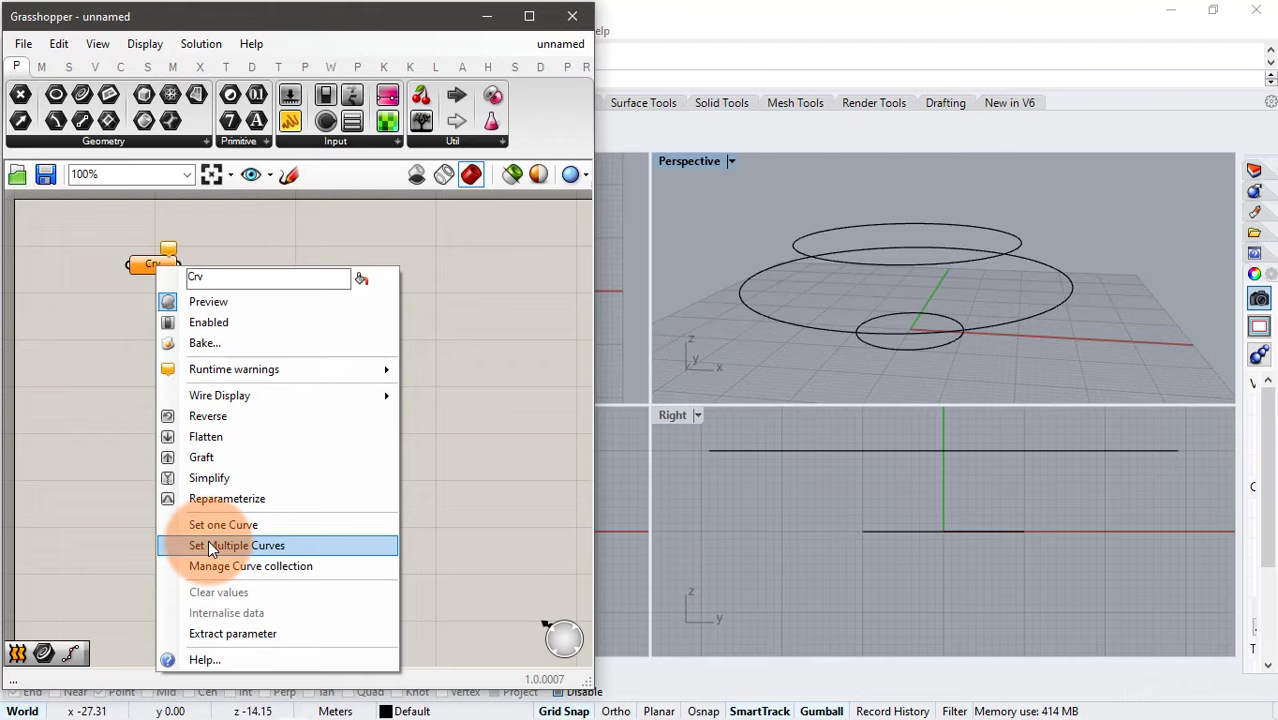 Grasshopper - unnamed
File Edit View Display Solution Help unnamed
P M S V C S M X T D T P W P K K L A H S D P R
Geometry Primitive Input Util
100%
Crv
Crv
Preview
Enabled
Bake...
Runtime warnings
Wire Display
Reverse
Flatten
Graft
Simplify
Reparameterize
Set one Curve
Set Multiple Curves
Manage Curve collection
Clear values
Internalise data
Extract parameter
Help...
... 1.0.0007
elp
Surface Tools Solid Tools Mesh Tools Render Tools Drafting New in V6
Perspective
z
y
x
Right
z
y
End Near Point Mid Cen Int Perp Tan Quad Knot Vertex Project Disable
World x -27.31 y 0.00 z -14.15 Meters Default Grid Snap Ortho Planar Osnap SmartTrack Gumball Record History Filter Memory use: 414 MB